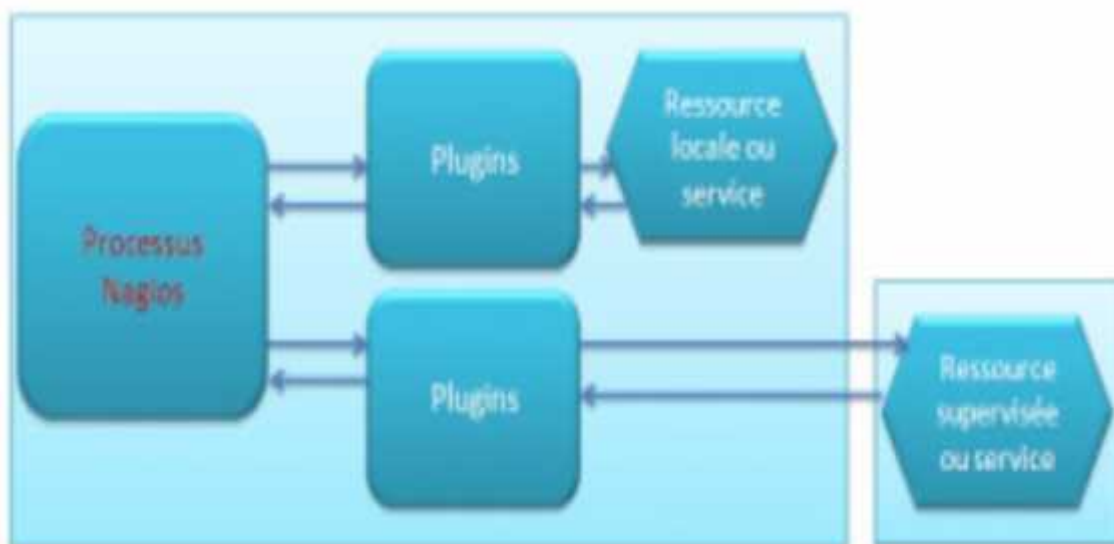 Processus
Nagios
Plugins
Ressource
locale ou
service
Plugins
Ressource
supervisée
ou service